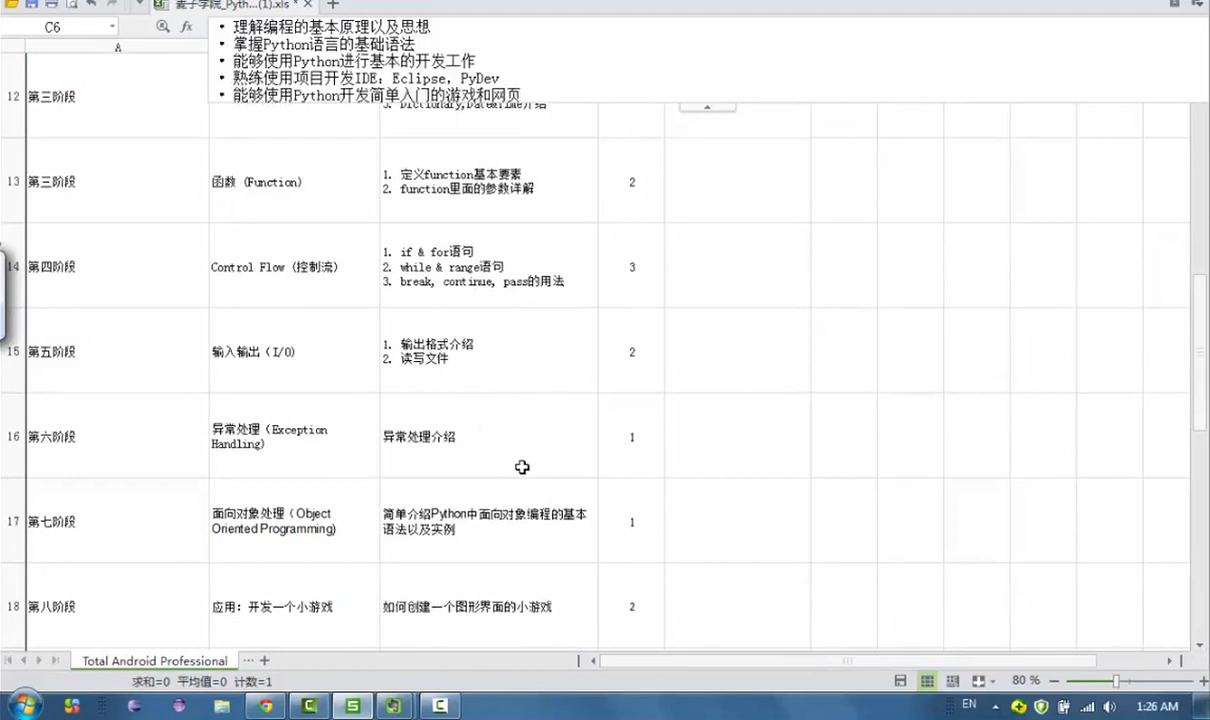 麦子学院_Pyth...(1).xls *
C6
fx
• 理解编程的基本原理以及思想
• 掌握Python语言的基础语法
• 能够使用Python进行基本的开发工作
• 熟练使用项目开发IDE: Eclipse, PyDev
• 能够使用Python开发简单入门的游戏和网页
A
12 第三阶段
3. Dictionary,DateTime介绍
13 第三阶段
函数 (Function)
1. 定义function基本要素
2. function里面的参数详解
2
14 第四阶段
Control Flow (控制流)
1. if & for语句
2. while & range语句
3. break, continue, pass的用法
3
15 第五阶段
输入输出 (I/O)
1. 输出格式介绍
2. 读写文件
2
16 第六阶段
异常处理 (Exception
Handling)
异常处理介绍
1
17 第七阶段
面向对象处理 (Object
Oriented Programming)
简单介绍Python中面向对象编程的基本
语法以及实例
1
18 第八阶段
应用: 开发一个小游戏
如何创建一个图形界面的小游戏
2
Total Android Professional ... +
求和=0 平均值=0 计数=1
80 %
EN
1:26 AM